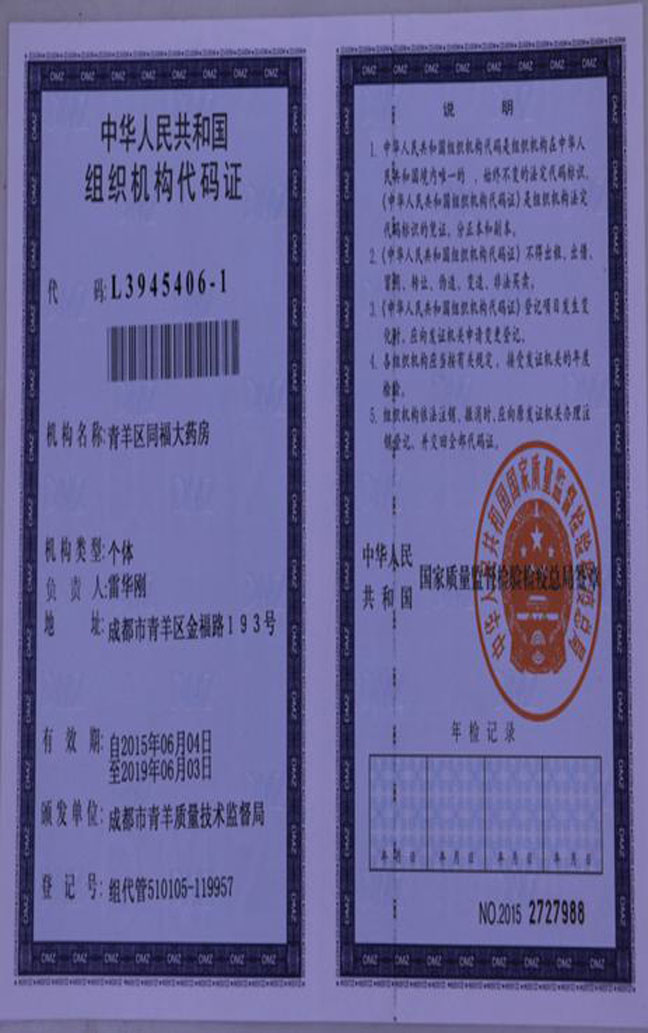 中华人民共和国
组织机构代码证
代 码:L3945406-1
机构名称:青羊区同福大药房
机构类型:个体
负 责 人:雷华刚
地 址:成都市青羊区金福路193号
有 效 期:自2015年06月04日
至2019年06月03日
颁发单位:成都市青羊质量技术监督局
登 记 号:组代管510105-119957
说 明
1. 中华人民共和国组织机构代码是组织机构在中华人
民共和国境内唯一的、始终不变的法定代码标识,
《中华人民共和国组织机构代码证》是组织机构法定
代码标识的凭证,分正本和副本。
2.《中华人民共和国组织机构代码证》不得出租、出借、
冒用、转让、伪造、变造、非法买卖。
3.《中华人民共和国组织机构代码证》登记项目发生变
化时,应向发证机关申请变更登记。
4. 各组织机构应当按有关规定,接受发证机关的年度
检验。
5. 组织机构依法注销、撤消时,应向原发证机关办理注
销登记,并交回全部代码证。
中华人民
共和国
国家质量监督检验检疫总局签章
中华人民共和国国家质量监督检验检疫总局
年检记录
年 月 日 年 月 日 年 月 日 年 月 日
NO.2015 2727988